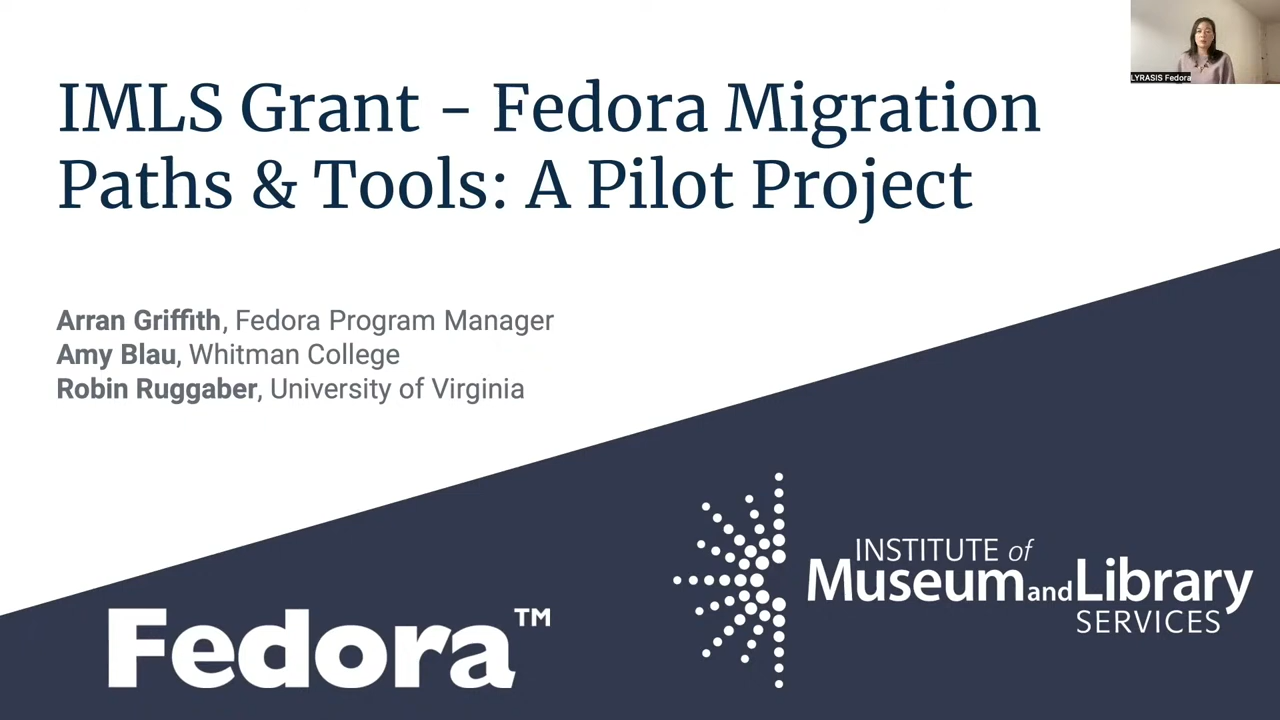 LYRASIS Fedora
IMLS Grant - Fedora Migration
Paths & Tools: A Pilot Project
Arran Griffith, Fedora Program Manager
Amy Blau, Whitman College
Robin Ruggaber, University of Virginia
INSTITUTE of
Museum and Library
SERVICES
Fedora™